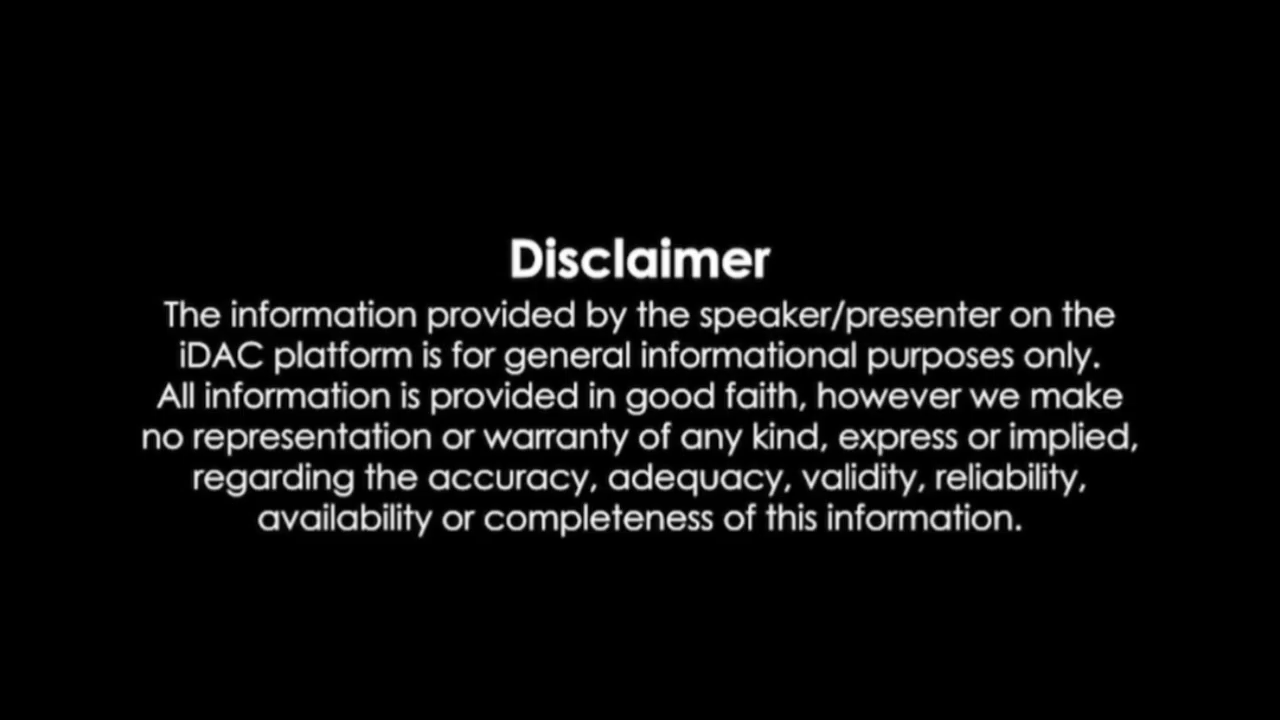 Disclaimer
The information provided by the speaker/presenter on the
iDAC platform is for general informational purposes only.
All information is provided in good faith, however we make
no representation or warranty of any kind, express or implied,
regarding the accuracy, adequacy, validity, reliability,
availability or completeness of this information.